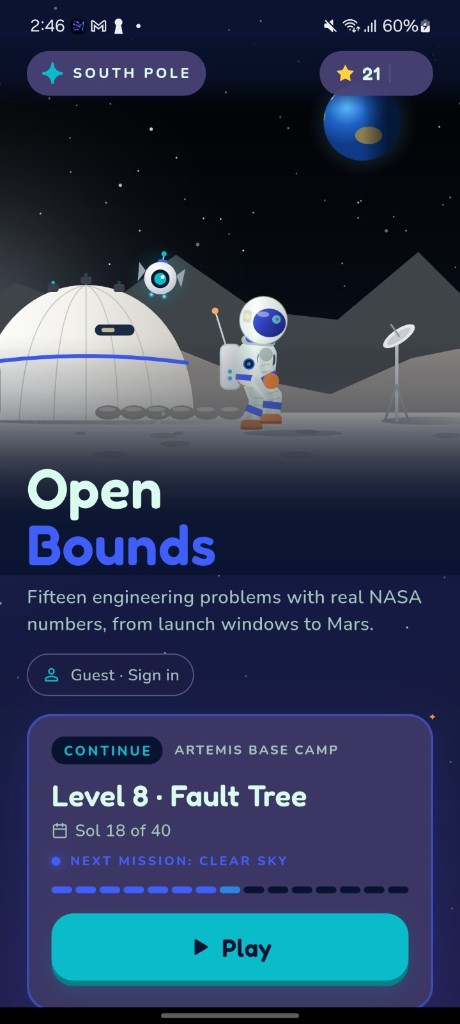 2:46
60%
SOUTH POLE
21
Open
Bounds
Fifteen engineering problems with real NASA
numbers, from launch windows to Mars.
Guest · Sign in
CONTINUE ARTEMIS BASE CAMP
Level 8 · Fault Tree
Sol 18 of 40
NEXT MISSION: CLEAR SKY
Play